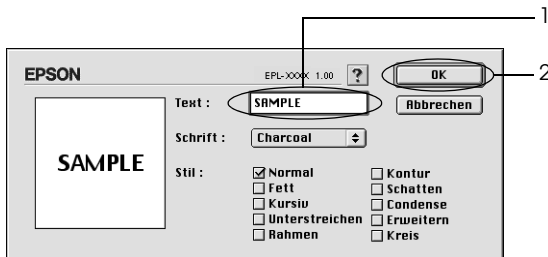 1
EPSON
EPL-XXXX 1.00 ? OK 2
Text : SAMPLE Abbrechen
Schrift : Charcoal
SAMPLE
Stil : Normal Kontur
Fett Schatten
Kursiv Condense
Unterstreichen Erweitern
Rahmen Kreis